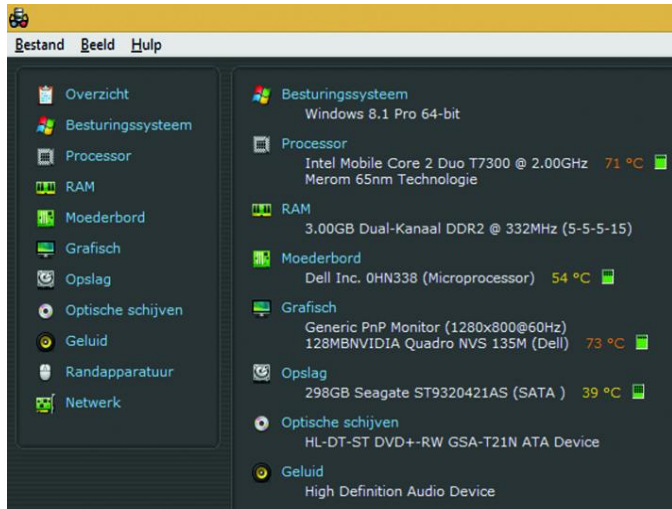 Bestand Beeld Hulp
Overzicht
Besturingssysteem
Processor
RAM
Moederbord
Grafisch
Opslag
Optische schijven
Geluid
Randapparatuur
Netwerk
Besturingssysteem
Windows 8.1 Pro 64-bit
Processor
Intel Mobile Core 2 Duo T7300 @ 2.00GHz 71 °C
Merom 65nm Technologie
RAM
3.00GB Dual-Kanaal DDR2 @ 332MHz (5-5-5-15)
Moederbord
Dell Inc. 0HN338 (Microprocessor) 54 °C
Grafisch
Generic PnP Monitor (1280x800@60Hz)
128MBNVIDIA Quadro NVS 135M (Dell) 73 °C
Opslag
298GB Seagate ST9320421AS (SATA ) 39 °C
Optische schijven
HL-DT-ST DVD+-RW GSA-T21N ATA Device
Geluid
High Definition Audio Device